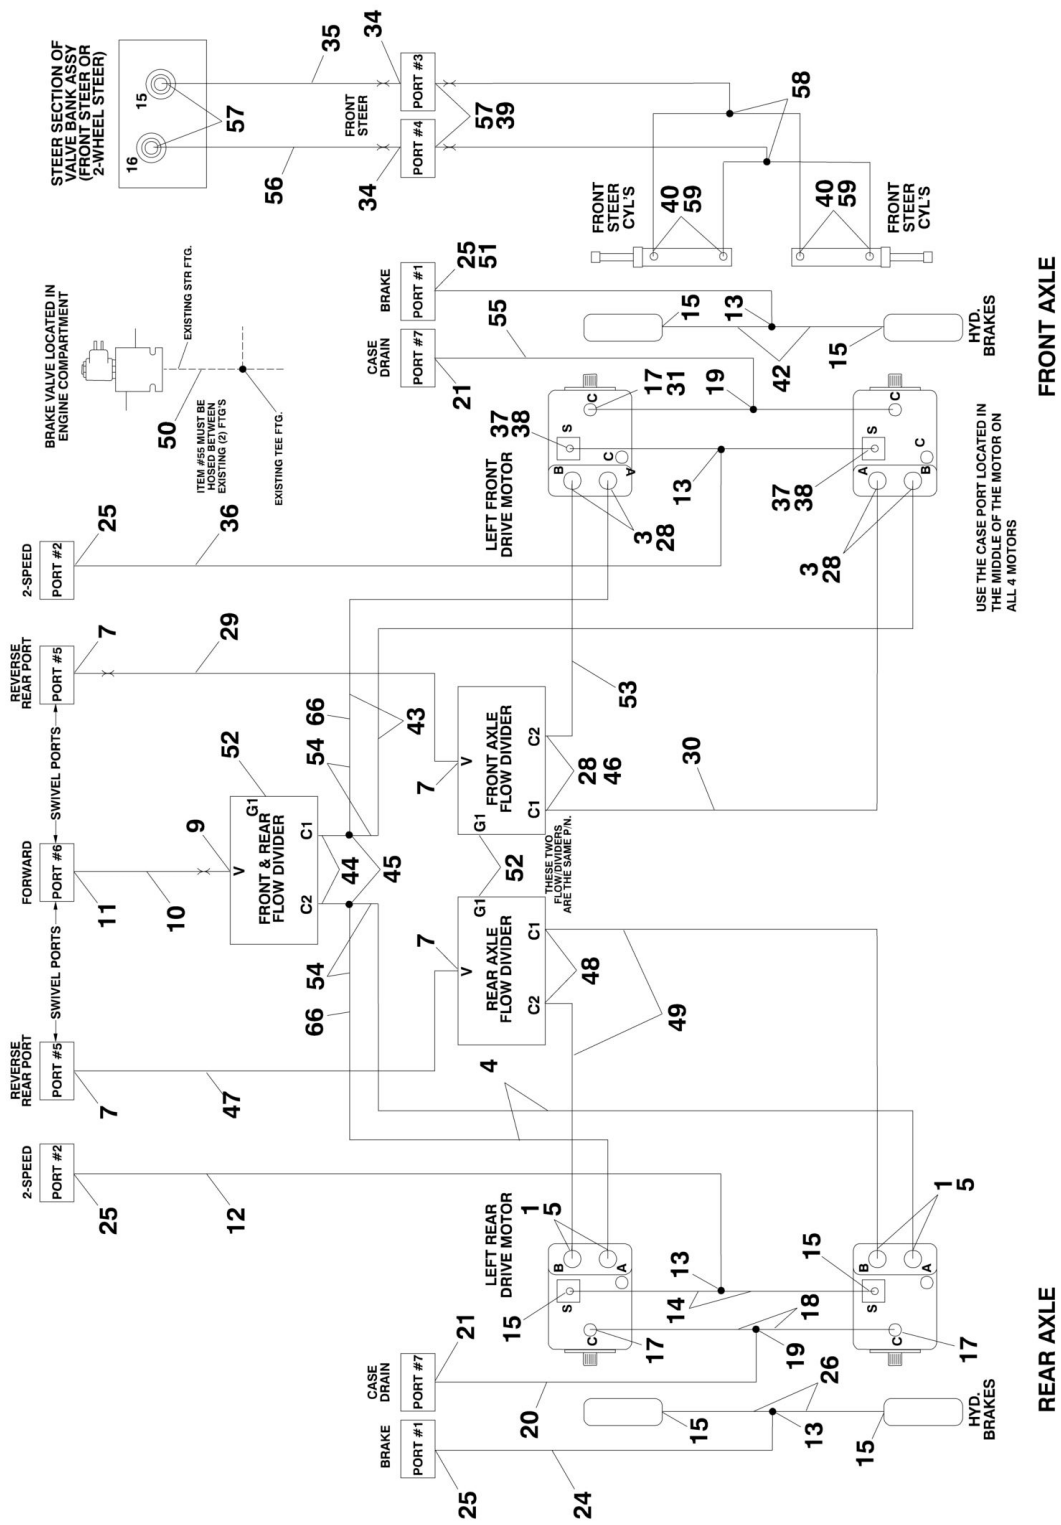 2-SPEED
PORT #2
25
12
REVERSE
REAR PORT
PORT #5
7
47
SWIVEL PORTS
FORWARD
PORT #6
11
10
9
SWIVEL PORTS
REVERSE
REAR PORT
PORT #5
7
29
2-SPEED
PORT #2
25
36
BRAKE VALVE LOCATED IN
ENGINE COMPARTMENT
EXISTING STR FTG.
50
ITEM #55 MUST BE
HOSED BETWEEN
EXISTING (2) FTG'S
EXISTING TEE FTG.
STEER SECTION OF
VALVE BANK ASSY
(FRONT STEER OR
2-WHEEL STEER)
16
15
57
56
35
FRONT
STEER
34
34
PORT #4
PORT #3
57
39
58
52
V
G1
FRONT & REAR
FLOW DIVIDER
C2
C1
44
45
54
54
66
66
43
4
7
V
G1
REAR AXLE
FLOW DIVIDER
C2
C1
48
49
52
THESE TWO
FLOW/DIVIDERS
ARE THE SAME P/N.
7
V
G1
FRONT AXLE
FLOW DIVIDER
C1
C2
28
46
53
30
BRAKE
PORT #1
25
24
CASE
DRAIN
PORT #7
21
20
LEFT REAR
DRIVE MOTOR
1
5
B
A
S
C
15
17
13
14
18
19
15
B
A
S
C
17
1
5
15
26
13
15
HYD.
BRAKES
REAR AXLE
LEFT FRONT
DRIVE MOTOR
37
38
B
A
S
C
C
3
28
17
31
13
19
37
38
A
B
S
C
C
3
28
CASE
DRAIN
PORT #7
21
55
BRAKE
PORT #1
25
51
15
13
42
15
HYD.
BRAKES
FRONT
STEER
CYL'S
40
59
40
59
FRONT
STEER
CYL'S
USE THE CASE PORT LOCATED IN
THE MIDDLE OF THE MOTOR ON
ALL 4 MOTORS
FRONT AXLE